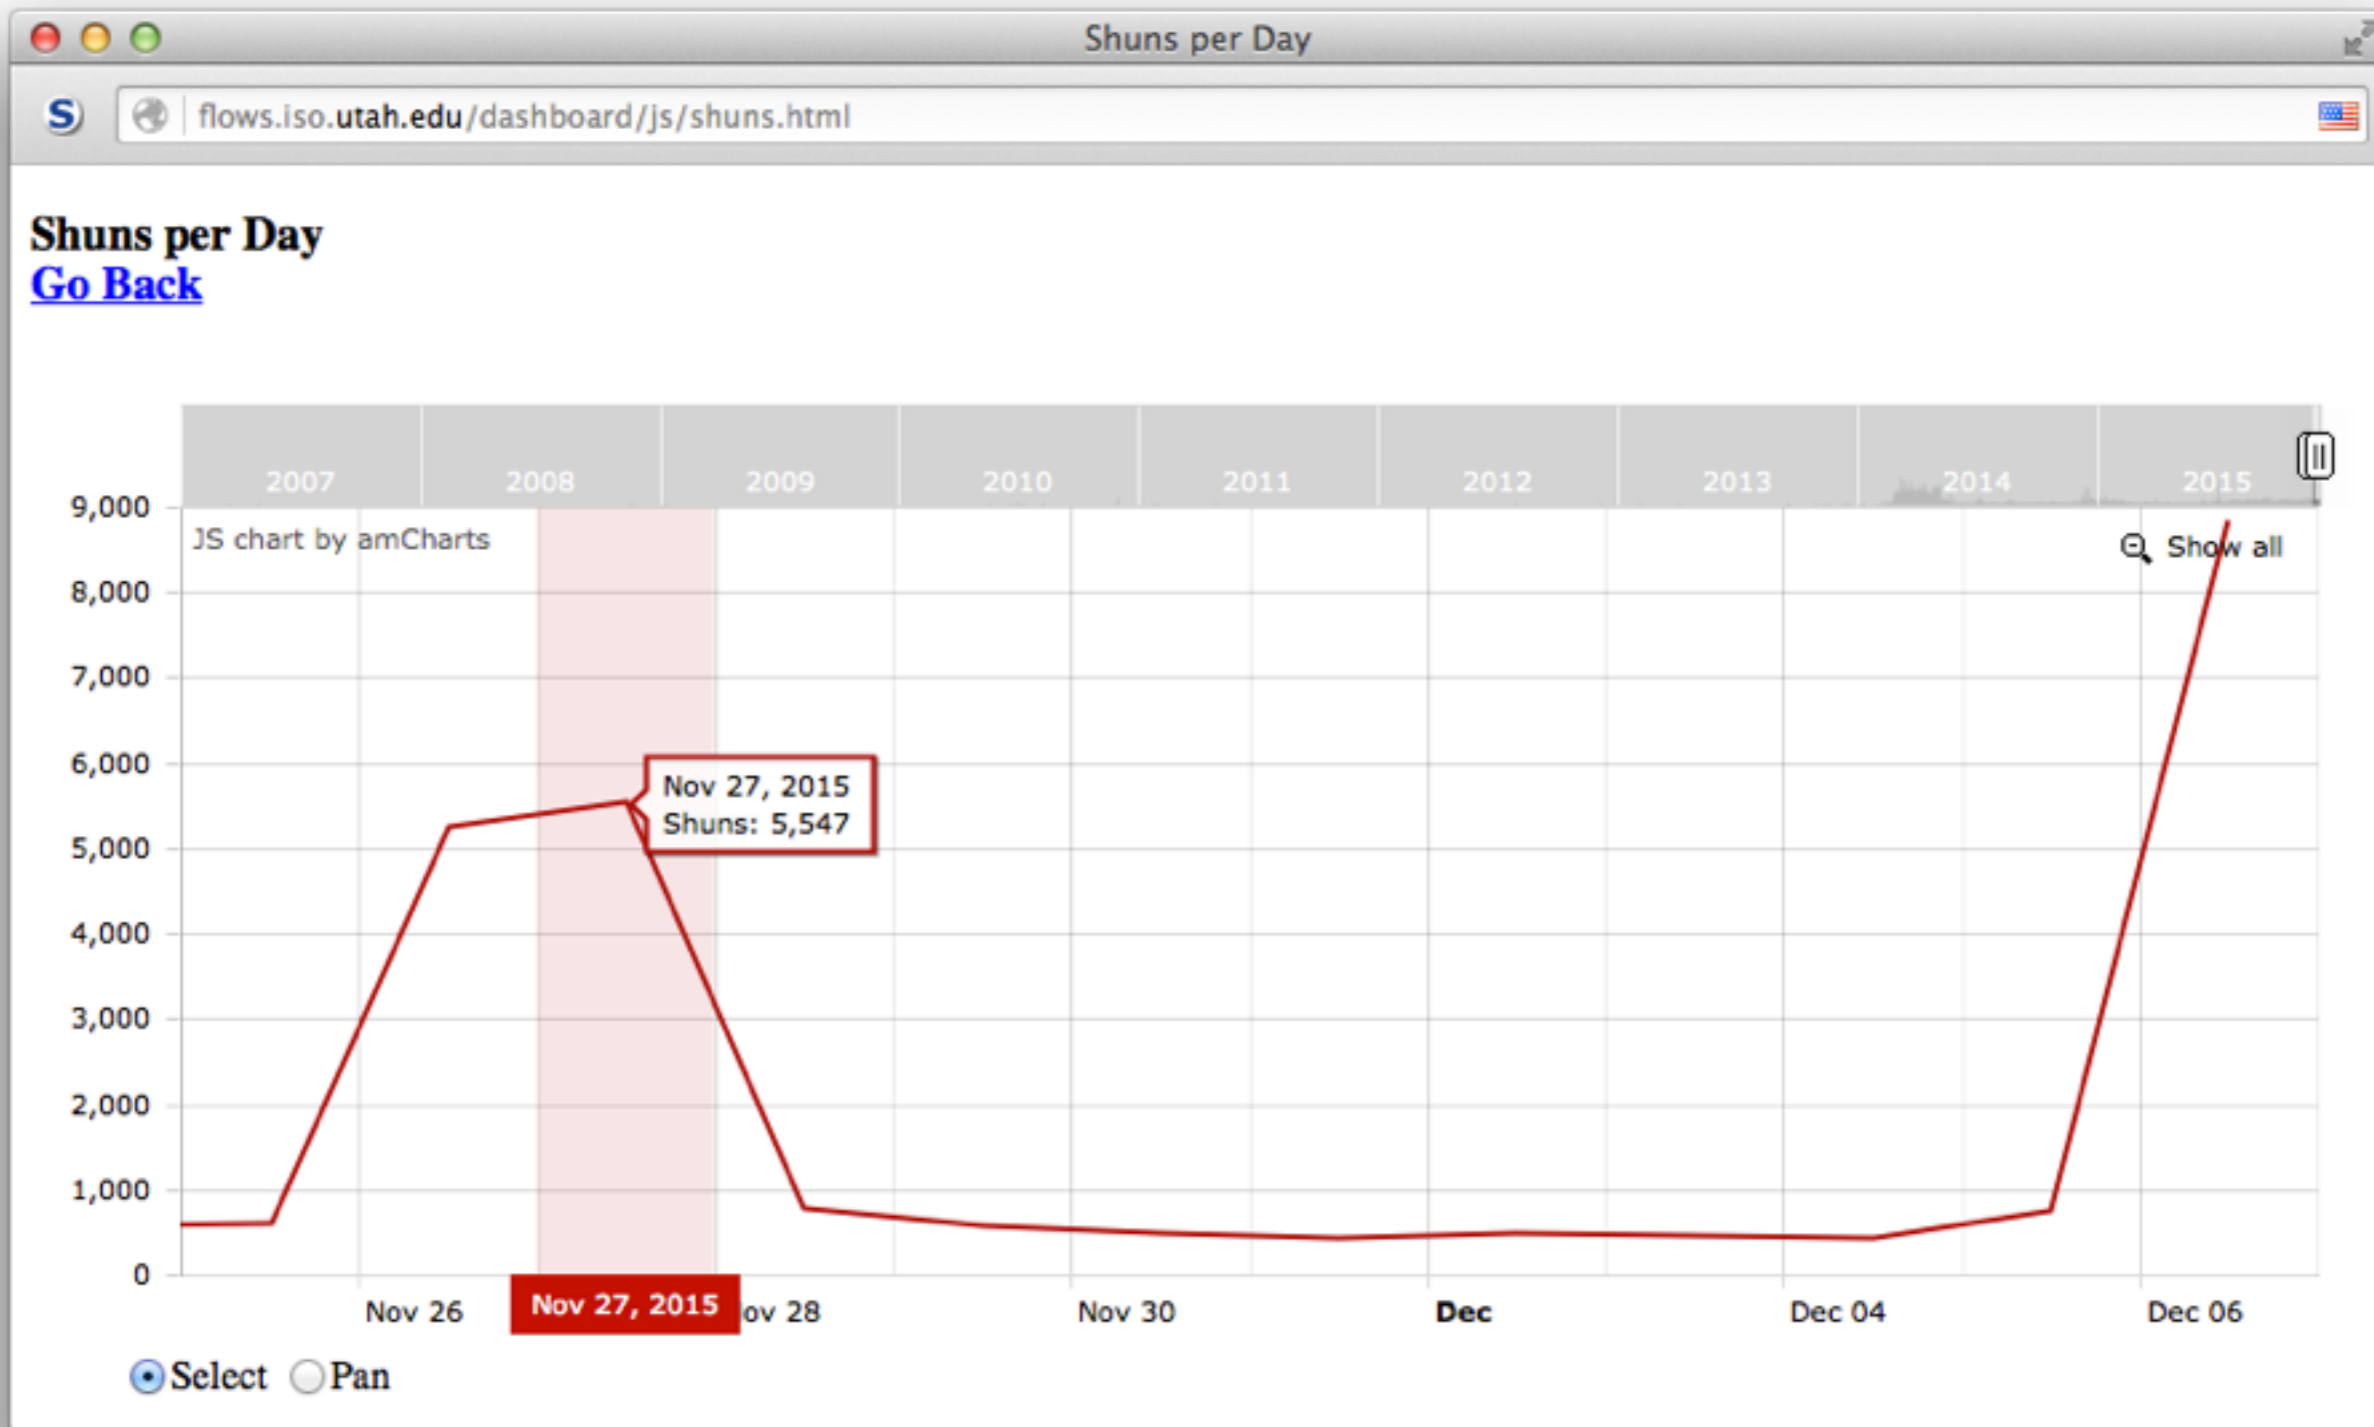 Shuns per Day
S
flows.iso.utah.edu/dashboard/js/shuns.html
Shuns per Day
Go Back
2007 2008 2009 2010 2011 2012 2013 2014 2015
9,000
JS chart by amCharts
Show all
8,000
7,000
6,000
Nov 27, 2015
Shuns: 5,547
5,000
4,000
3,000
2,000
1,000
0
Nov 26 Nov 27, 2015 ov 28 Nov 30 Dec Dec 04 Dec 06
Select Pan